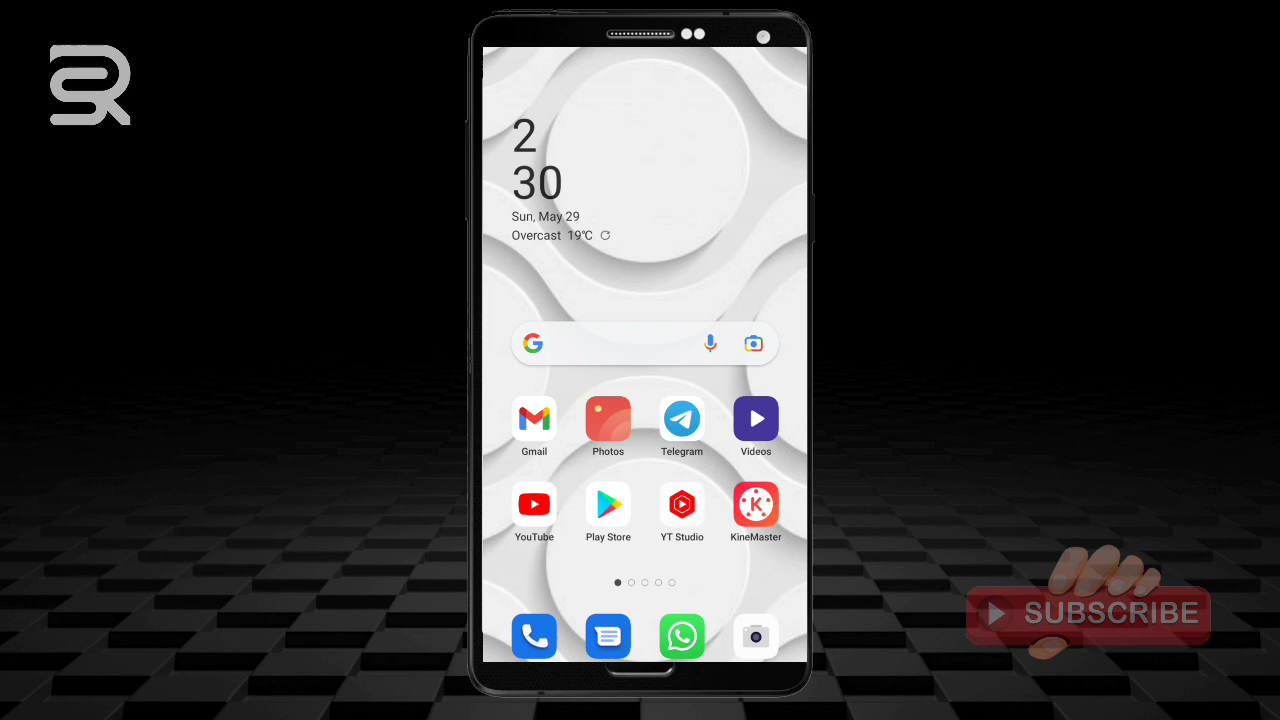 2
30
Sun, May 29
Overcast 19°C
Gmail
Photos
Telegram
Videos
YouTube
Play Store
YT Studio
KineMaster
SUBSCRIBE